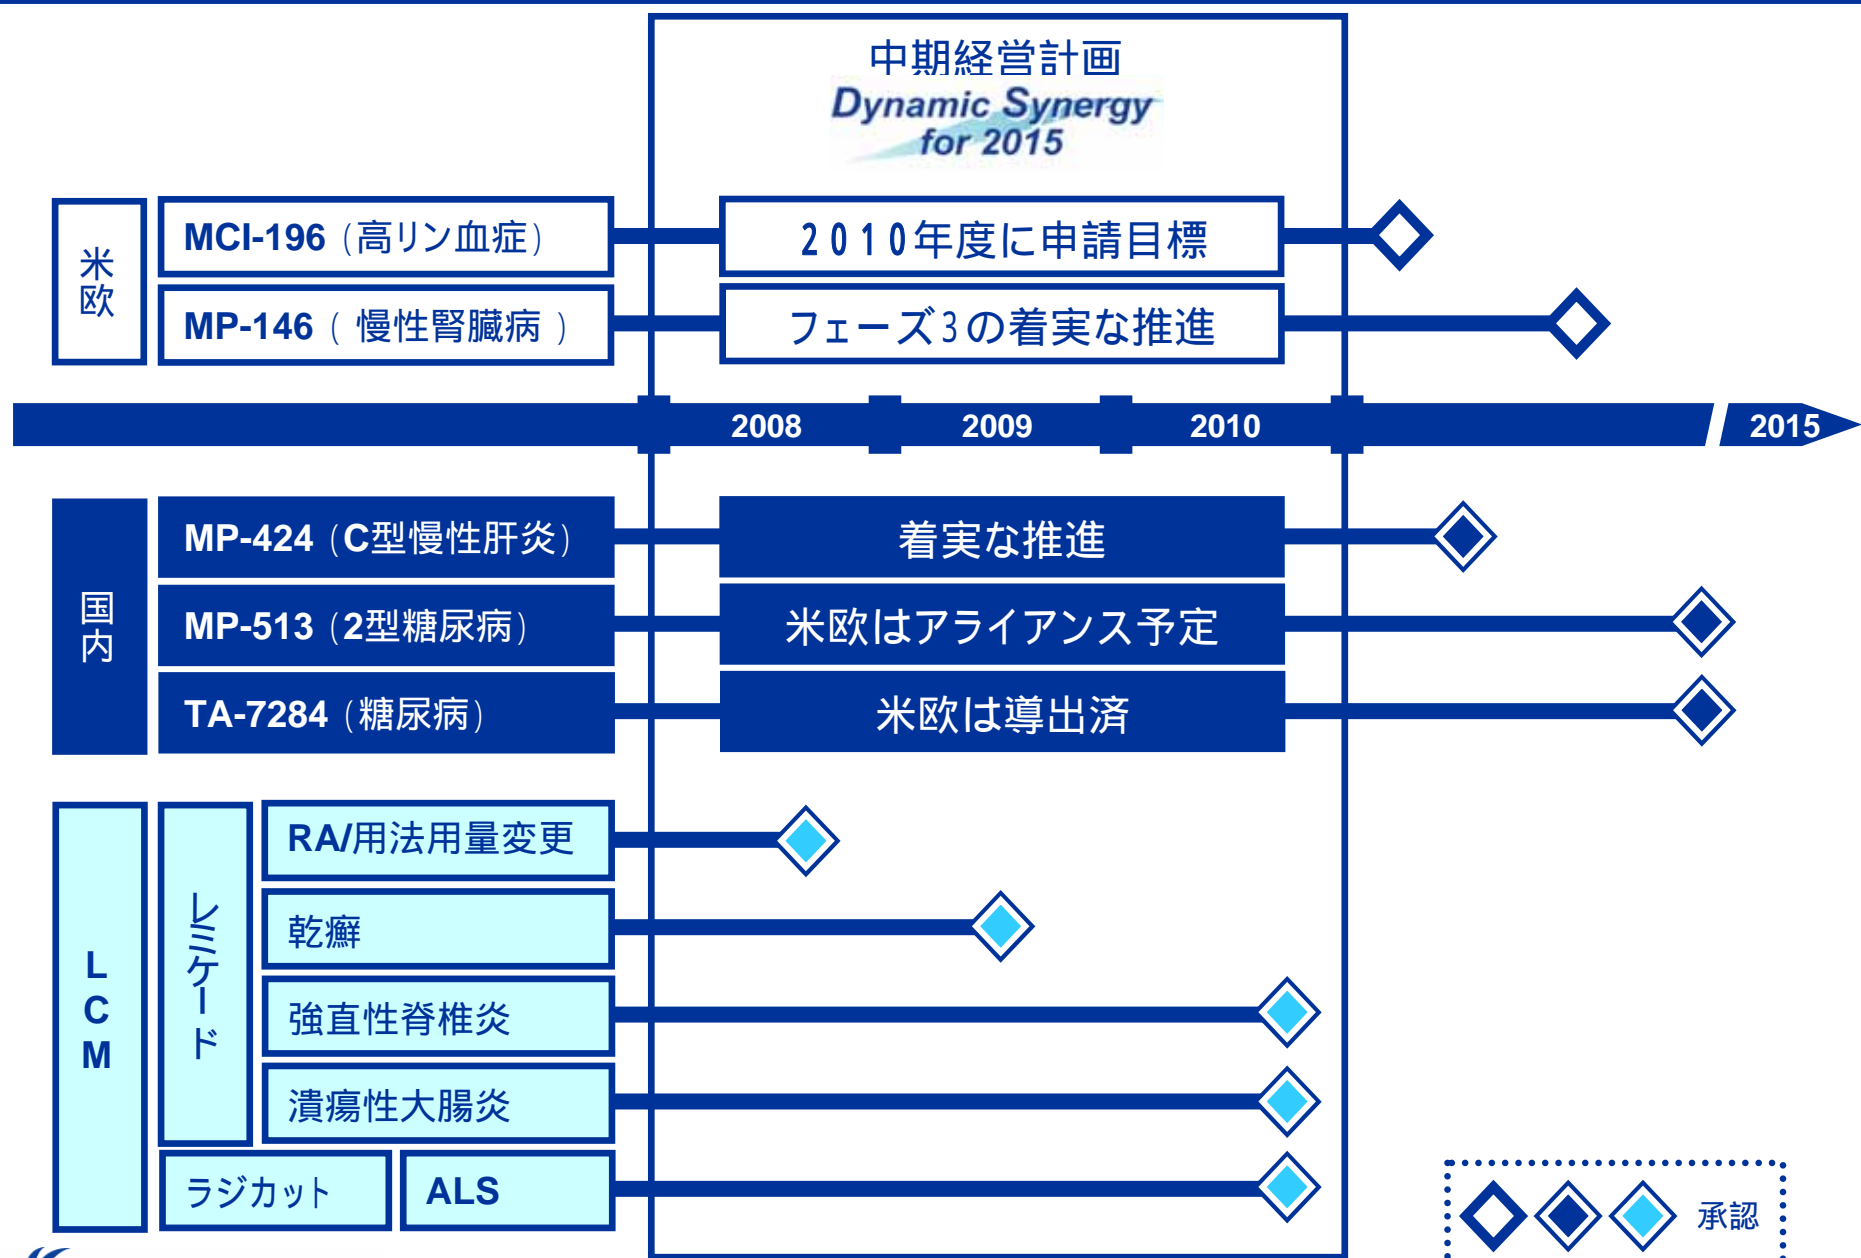 中期経営計画
Dynamic Synergy
for 2015
米欧
MCI-196（高リン血症）
2010年度に申請目標
MP-146（ 慢性腎臓病 ）
フェーズ3の着実な推進
2008
2009
2010
2015
国内
MP-424（C型慢性肝炎）
着実な推進
MP-513（2型糖尿病）
米欧はアライアンス予定
TA-7284（糖尿病）
米欧は導出済
LCM
レミケード
RA/用法用量変更
乾癬
強直性脊椎炎
潰瘍性大腸炎
ラジカット
ALS
承認